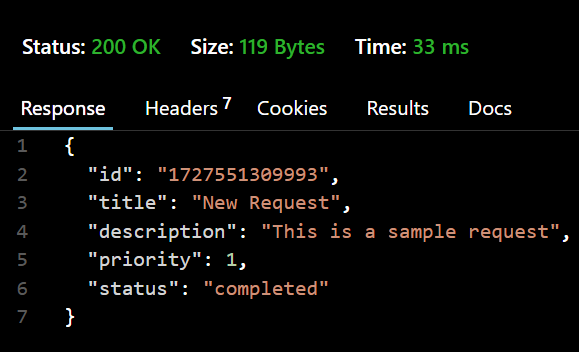 Status: 200 OK Size: 119 Bytes Time: 33 ms
Response Headers 7 Cookies Results Docs
1 {
2 "id": "1727551309993",
3 "title": "New Request",
4 "description": "This is a sample request",
5 "priority": 1,
6 "status": "completed"
7 }